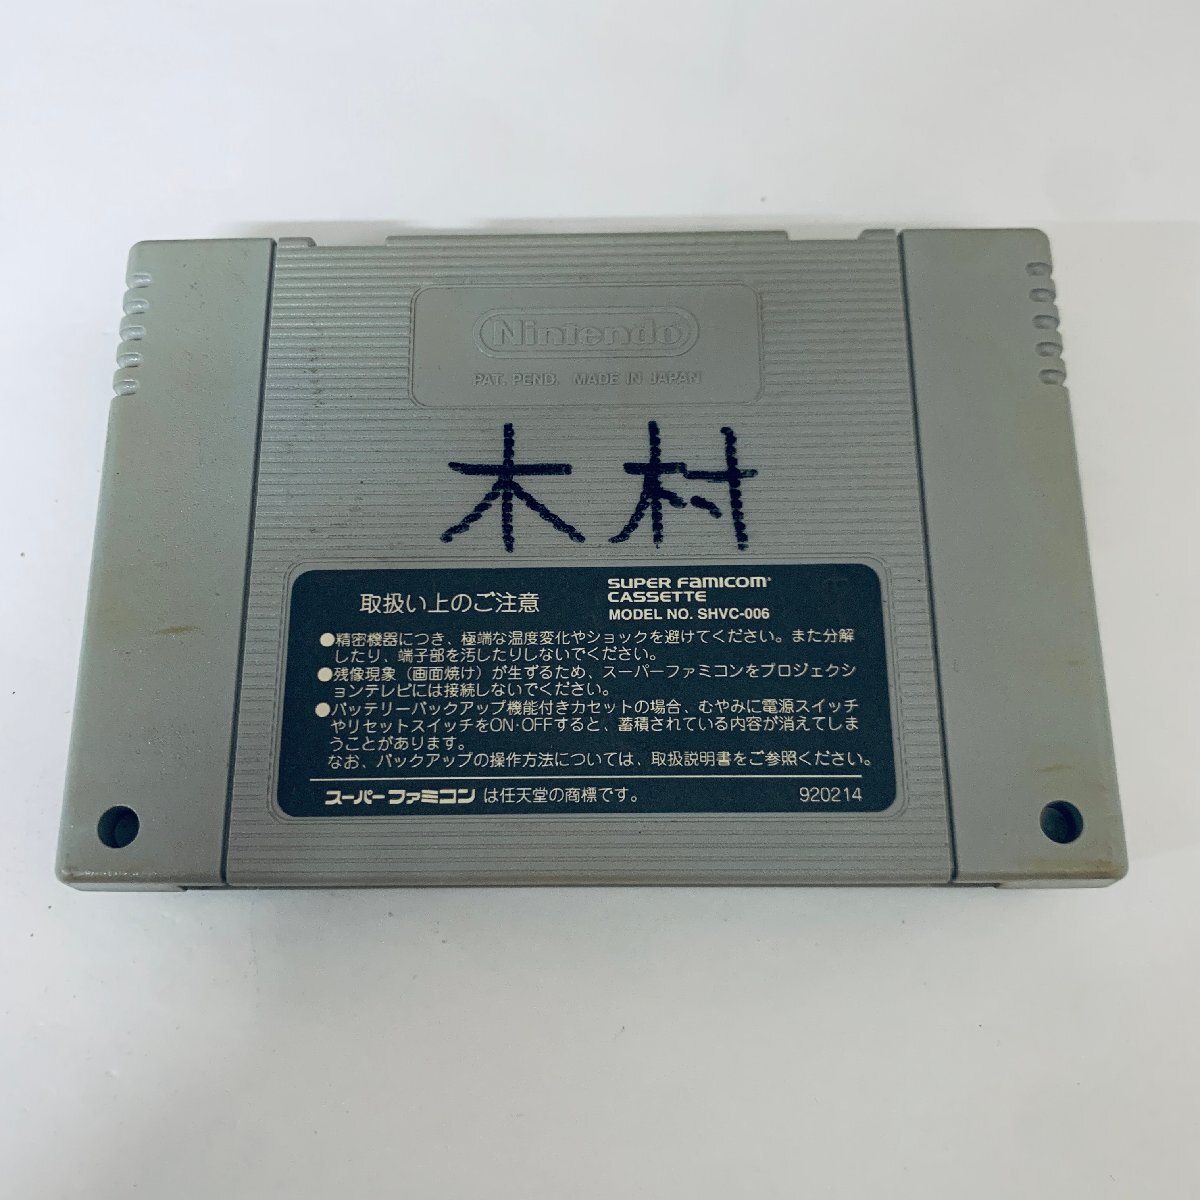 Nintendo
PAT. PEND. MADE IN JAPAN
木村
取扱い上のご注意
SUPER FAMICOM
CASSETTE
MODEL NO. SHVC-006
●精密機器につき、極端な温度変化やショックを避けてください。また分解
したり、端子部を汚したりしないでください。
●残像現象（画面焼け）が生ずるため、スーパーファミコンをプロジェクシ
ョンテレビには接続しないでください。
●バッテリーバックアップ機能付きカセットの場合、むやみに電源スイッチ
やリセットスイッチをON·OFFすると、蓄積されている内容が消えてしま
うことがあります。
なお、バックアップの操作方法については、取扱説明書をご参照ください。
スーパーファミコン は任天堂の商標です。 920214